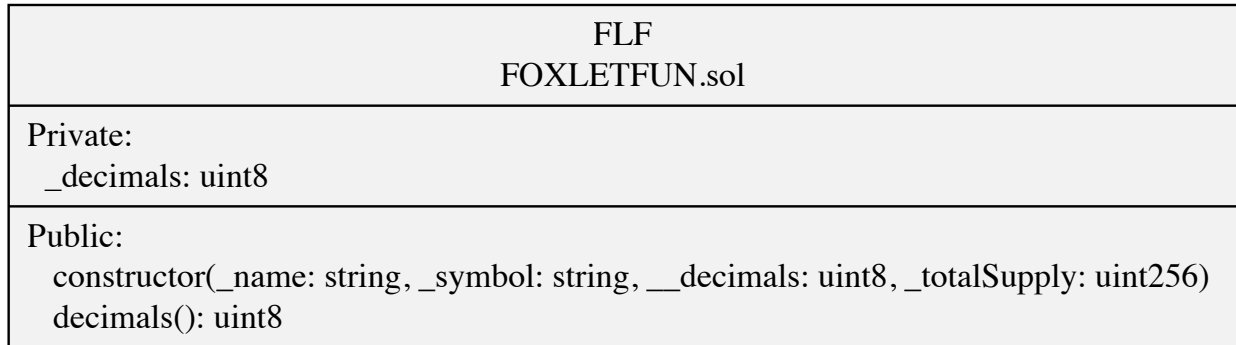 FLF
FOXLETFUN.sol
Private:
_decimals: uint8
Public:
constructor(_name: string, _symbol: string, __decimals: uint8, _totalSupply: uint256)
decimals(): uint8